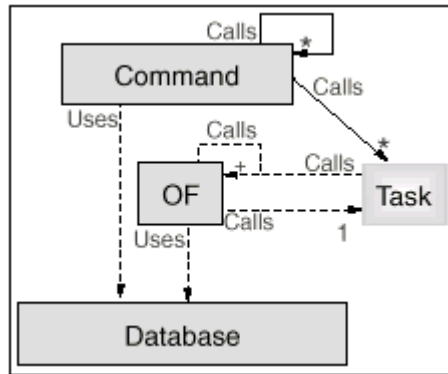 Calls
*
Command
Calls
Uses
Calls
*
+
Calls
OF
Task
Uses
Calls
1
Database